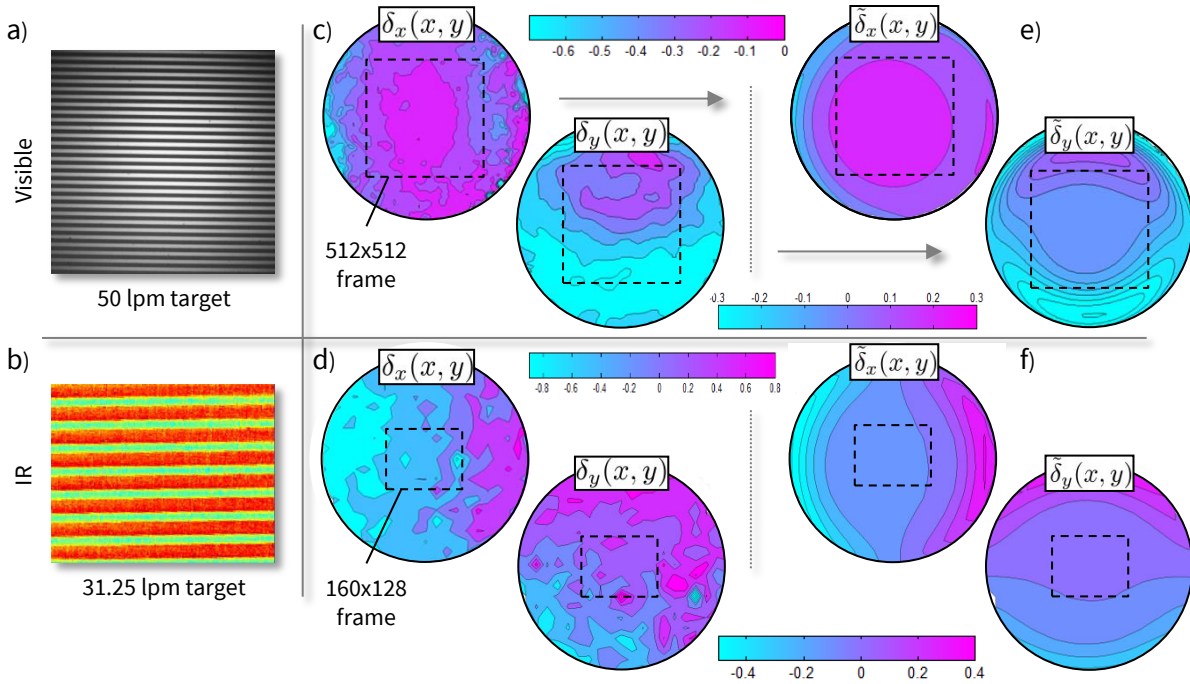 a)
Visible
50 lpm target
c)
δₓ(x, y)
-0.6 -0.5 -0.4 -0.3 -0.2 -0.1 0
512x512
frame
δᵧ(x, y)
δ̃ₓ(x, y)
e)
δ̃ᵧ(x, y)
-0.3 -0.2 -0.1 0 0.1 0.2 0.3
b)
IR
31.25 lpm target
d)
δₓ(x, y)
-0.8 -0.6 -0.4 -0.2 0 0.2 0.4 0.6 0.8
160x128
frame
δᵧ(x, y)
δ̃ₓ(x, y)
f)
δ̃ᵧ(x, y)
-0.4 -0.2 0 0.2 0.4